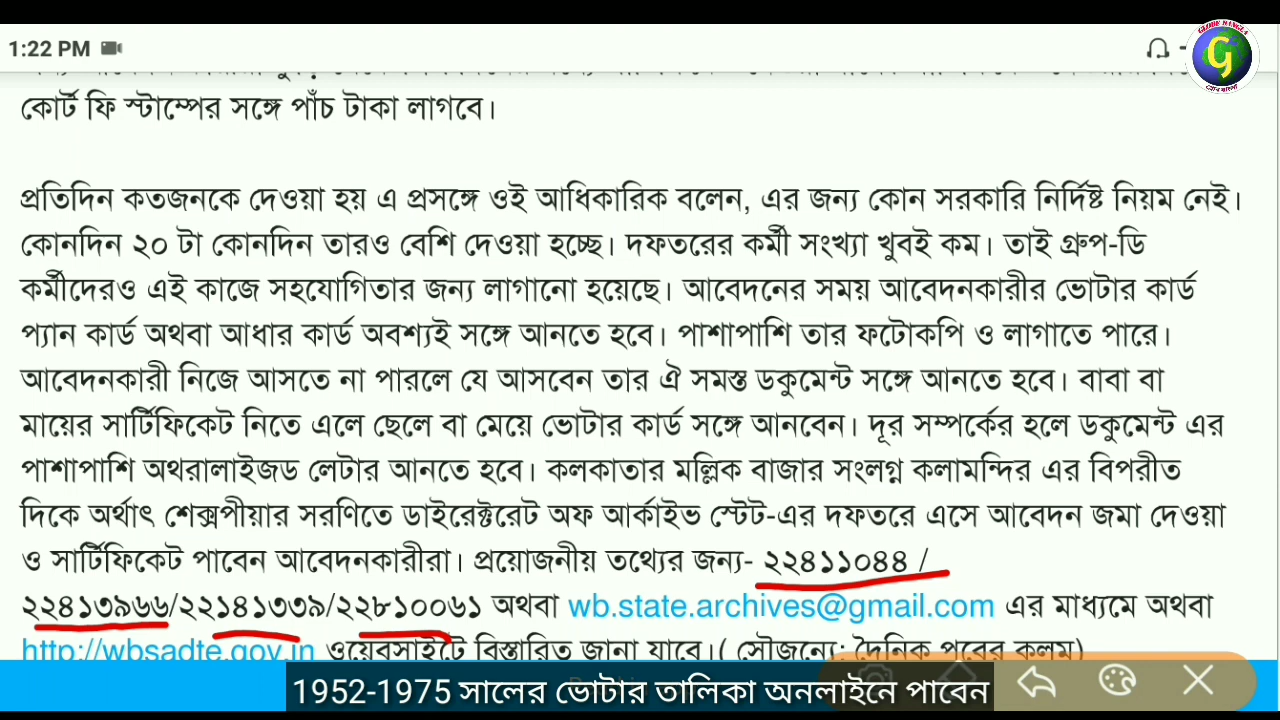 1:22 PM
GLOBE BANGLA
G
গ্লোব বাংলা
কোর্ট ফি স্টাম্পের সঙ্গে পাঁচ টাকা লাগবে।
প্রতিদিন কতজনকে দেওয়া হয় এ প্রসঙ্গে ওই আধিকারিক বলেন, এর জন্য কোন সরকারি নির্দিষ্ট নিয়ম নেই।
কোনদিন ২০ টা কোনদিন তারও বেশি দেওয়া হচ্ছে। দফতরের কর্মী সংখ্যা খুবই কম। তাই গ্রুপ-ডি
কর্মীদেরও এই কাজে সহযোগিতার জন্য লাগানো হয়েছে। আবেদনের সময় আবেদনকারীর ভোটার কার্ড
প্যান কার্ড অথবা আধার কার্ড অবশ্যই সঙ্গে আনতে হবে। পাশাপাশি তার ফটোকপি ও লাগাতে পারে।
আবেদনকারী নিজে আসতে না পারলে যে আসবেন তার ঐ সমস্ত ডকুমেন্ট সঙ্গে আনতে হবে। বাবা বা
মায়ের সার্টিফিকেট নিতে এলে ছেলে বা মেয়ে ভোটার কার্ড সঙ্গে আনবেন। দূর সম্পর্কের হলে ডকুমেন্ট এর
পাশাপাশি অথরালাইজড লেটার আনতে হবে। কলকাতার মল্লিক বাজার সংলগ্ন কলামন্দির এর বিপরীত
দিকে অর্থাৎ শেক্সপীয়ার সরণিতে ডাইরেক্টরেট অফ আর্কাইভ স্টেট-এর দফতরে এসে আবেদন জমা দেওয়া
ও সার্টিফিকেট পাবেন আবেদনকারীরা। প্রয়োজনীয় তথ্যের জন্য- ২২৪১১০৪৪ /
২২৪১৩৯৬৬/২২১৪১৩৩৯/২২৮১০০৬১ অথবা wb.state.archives@gmail.com এর মাধ্যমে অথবা
http://wbsadte.gov.in ওয়েবসাইটে বিস্তারিত জানা যাবে।( সৌজন্যে: দৈনিক পুবের কলম)
1952-1975 সালের ভোটার তালিকা অনলাইনে পাবেন